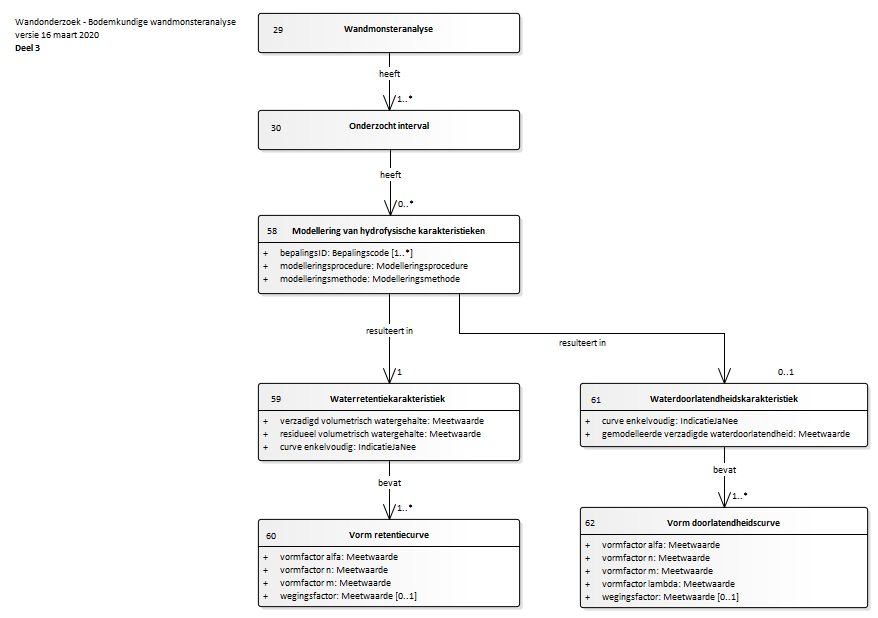 Wandonderzoek - Bodemkundige wandmonsteranalyse
versie 16 maart 2020
Deel 3
29 Wandmonsteranalyse
heeft
1..*
30 Onderzocht interval
heeft
0..*
58 Modellering van hydrofysische karakteristieken
+ bepalingsID: Bepalingscode [1..*]
+ modelleringsprocedure: Modelleringsprocedure
+ modelleringsmethode: Modelleringsmethode
resulteert in
1
resulteert in
0..1
59 Waterretentiekarakteristiek
+ verzadigd volumetrisch watergehalte: Meetwaarde
+ residueel volumetrisch watergehalte: Meetwaarde
+ curve enkelvoudig: IndicatieJaNee
bevat
1..*
60 Vorm retentiecurve
+ vormfactor alfa: Meetwaarde
+ vormfactor n: Meetwaarde
+ vormfactor m: Meetwaarde
+ wegingsfactor: Meetwaarde [0..1]
61 Waterdoorlatendheidskarakteristiek
+ curve enkelvoudig: IndicatieJaNee
+ gemodelleerde verzadigde waterdoorlatendheid: Meetwaarde
bevat
1..*
62 Vorm doorlatendheidscurve
+ vormfactor alfa: Meetwaarde
+ vormfactor n: Meetwaarde
+ vormfactor m: Meetwaarde
+ vormfactor lambda: Meetwaarde
+ wegingsfactor: Meetwaarde [0..1]